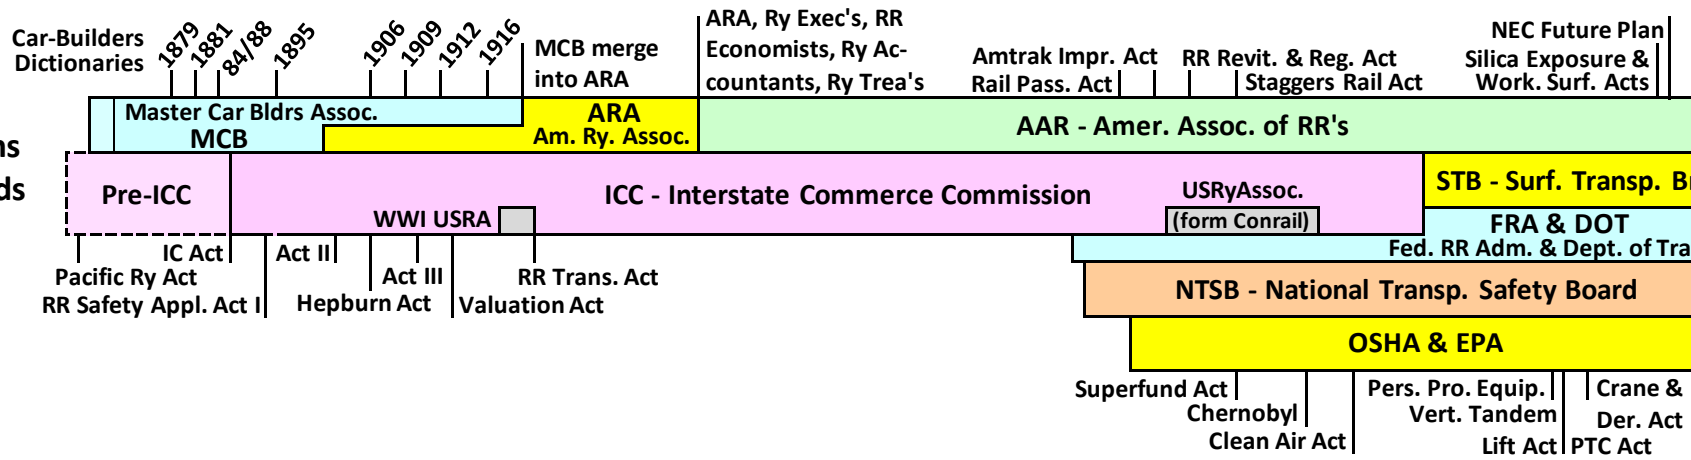 Car-Builders
Dictionaries
1879
1881
84/88
1895
1906
1909
1912
1916
MCB merge
into ARA
ARA, Ry Exec's, RR
Economists, Ry Ac-
countants, Ry Trea's
Amtrak Impr. Act
Rail Pass. Act
RR Revit. & Reg. Act
Staggers Rail Act
NEC Future Plan
Silica Exposure &
Work. Surf. Acts
Master Car Bldrs Assoc.
MCB
ARA
Am. Ry. Assoc.
AAR - Amer. Assoc. of RR's
ns
ds
Pre-ICC
ICC - Interstate Commerce Commission
WWI USRA
USRyAssoc.
(form Conrail)
STB - Surf. Transp. B
FRA & DOT
Fed. RR Adm. & Dept. of Tra
IC Act
Act II
Act III
Pacific Ry Act
RR Trans. Act
RR Safety Appl. Act I
Hepburn Act
Valuation Act
NTSB - National Transp. Safety Board
OSHA & EPA
Superfund Act
Chernobyl
Clean Air Act
Pers. Pro. Equip.
Vert. Tandem
Lift Act
PTC Act
Crane &
Der. Act